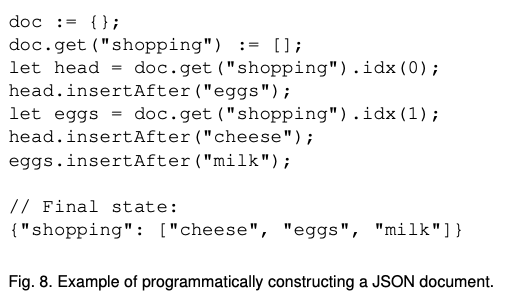 doc := {};
doc.get("shopping") := [];
let head = doc.get("shopping").idx(0);
head.insertAfter("eggs");
let eggs = doc.get("shopping").idx(1);
head.insertAfter("cheese");
eggs.insertAfter("milk");

// Final state:
{"shopping": ["cheese", "eggs", "milk"]}

Fig. 8. Example of programmatically constructing a JSON document.